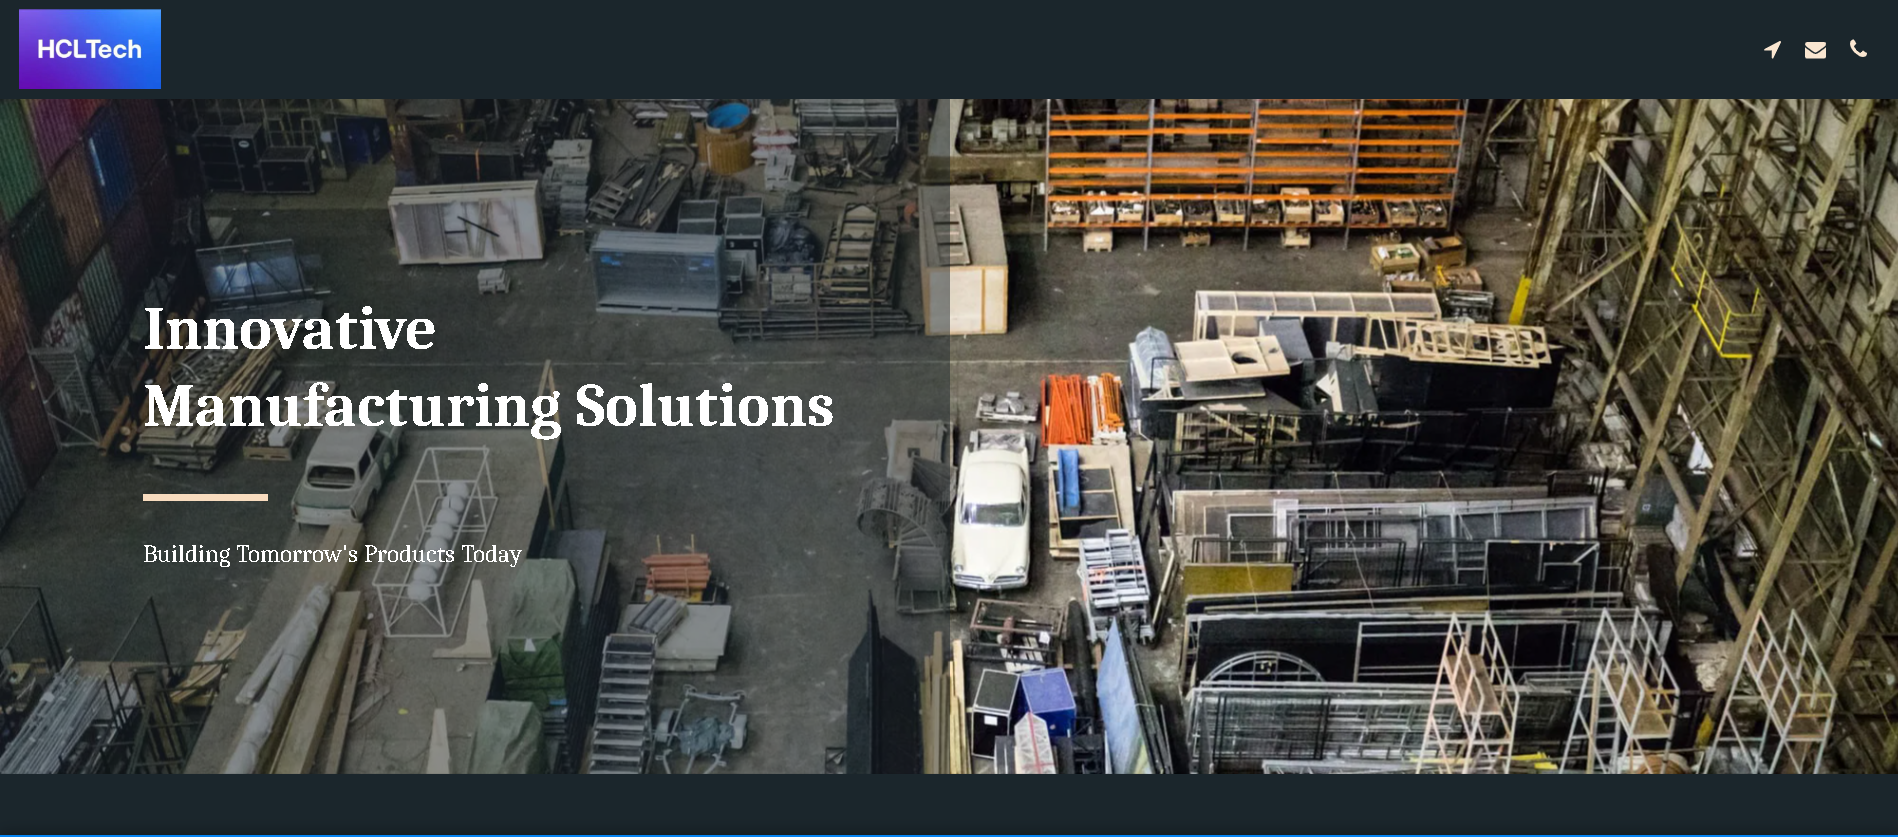 HCLTech
Innovative
Manufacturing Solutions
Building Tomorrow's Products Today